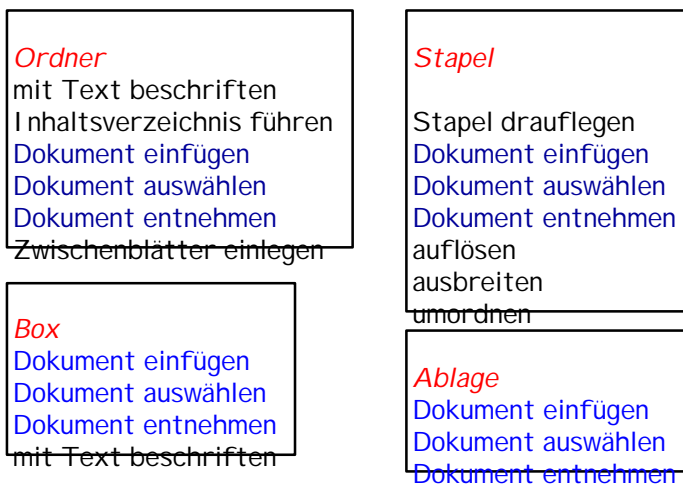 Ordner
mit Text beschriften
Inhaltsverzeichnis führen
Dokument einfügen
Dokument auswählen
Dokument entnehmen
Zwischenblätter einlegen
Stapel
Stapel drauflegen
Dokument einfügen
Dokument auswählen
Dokument entnehmen
auflösen
ausbreiten
umordnen
Box
Dokument einfügen
Dokument auswählen
Dokument entnehmen
mit Text beschriften
Ablage
Dokument einfügen
Dokument auswählen
Dokument entnehmen